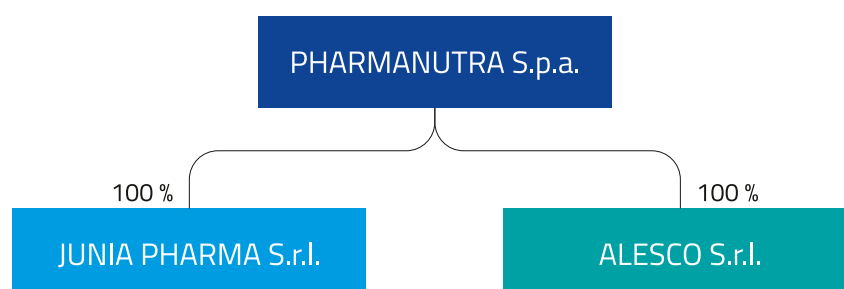 PHARMANUTRA S.p.a.
100 %
100 %
JUNIA PHARMA S.r.l.
ALESCO S.r.l.